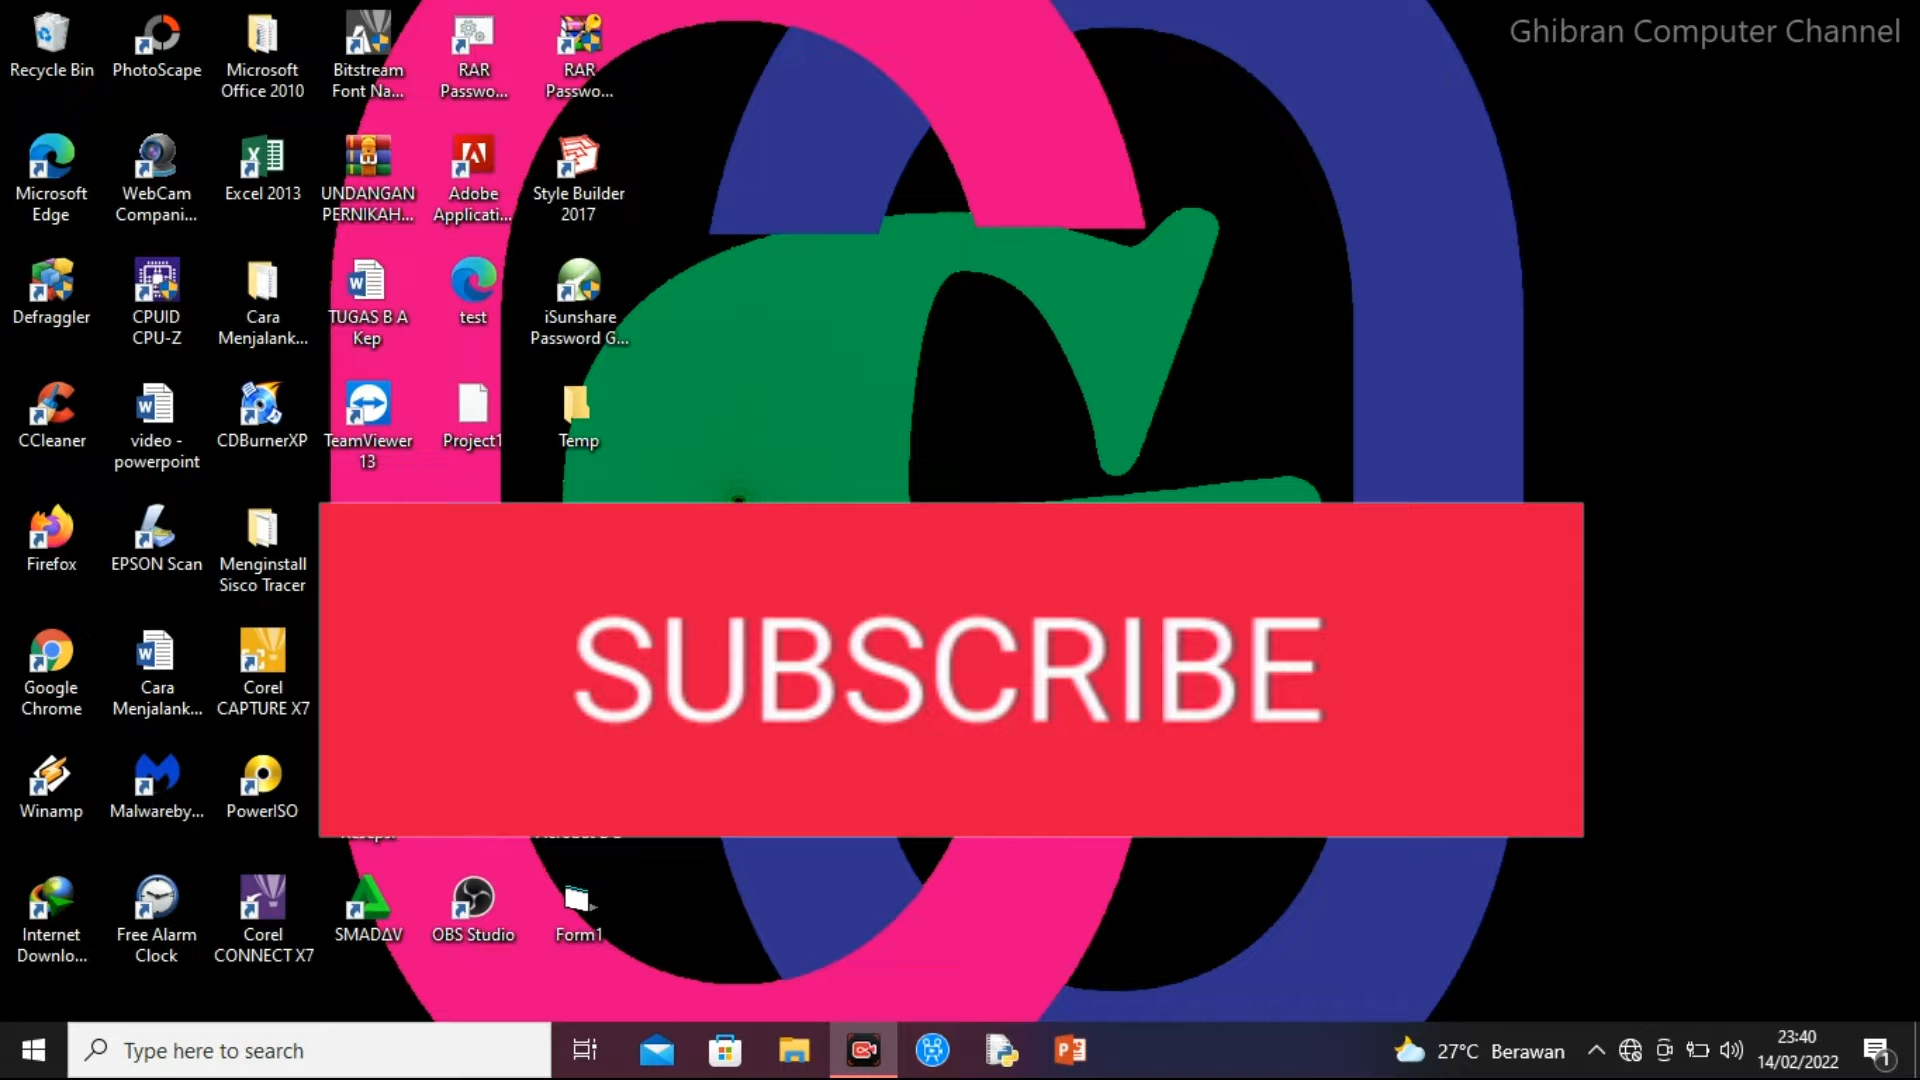 Ghibran Computer Channel
Recycle Bin
PhotoScape
Microsoft
Office 2010
Bitstream
Font Na...
RAR
Passwo...
RAR
Passwo...
Microsoft
Edge
WebCam
Compani...
Excel 2013
UNDANGAN
PERNIKAH...
Adobe
Applicati...
Style Builder
2017
Defraggler
CPUID
CPU-Z
Cara
Menjalank...
TUGAS B A
Kep
test
iSunshare
Password G...
CCleaner
video -
powerpoint
CDBurnerXP
TeamViewer
13
Project1
Temp
Firefox
EPSON Scan
Menginstall
Sisco Tracer
Google
Chrome
Cara
Menjalank...
Corel
CAPTURE X7
SUBSCRIBE
Winamp
Malwareby...
PowerISO
Internet
Downlo...
Free Alarm
Clock
Corel
CONNECT X7
SMADΔV
OBS Studio
Form1
Type here to search
27°C Berawan
23:40
14/02/2022
1